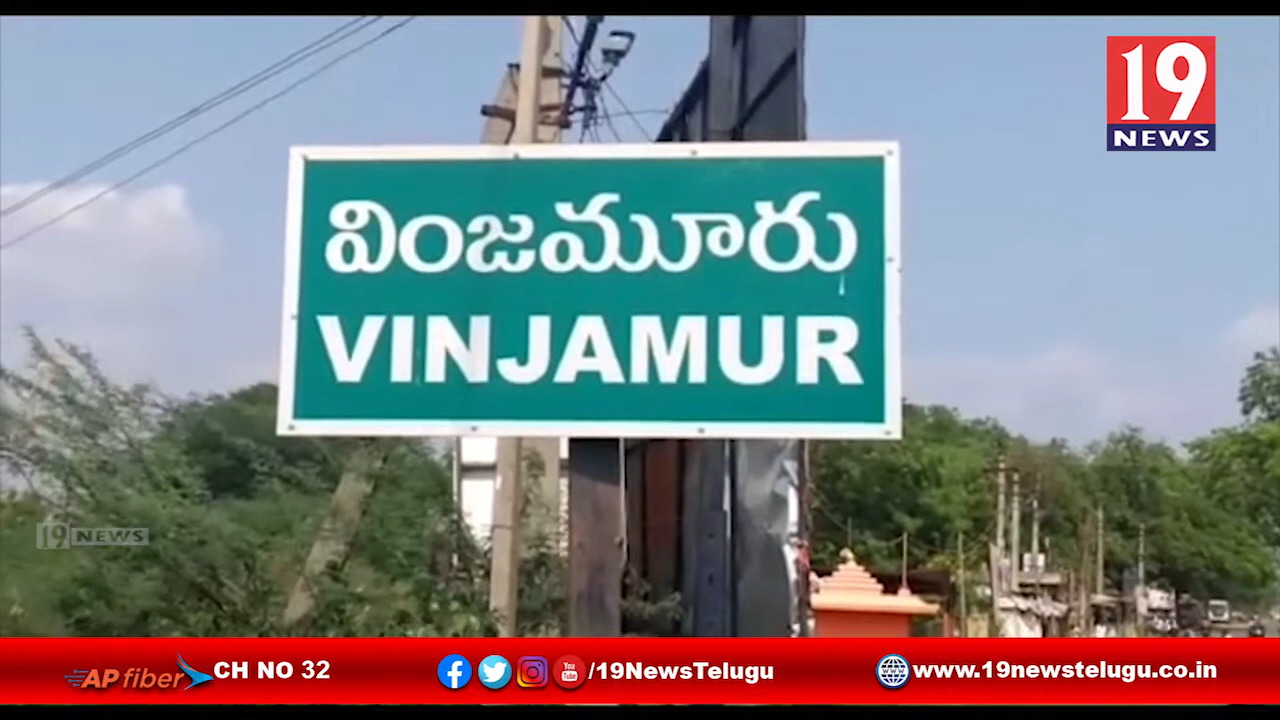 19
NEWS
వింజమూరు
VINJAMUR
19 NEWS
AP fiber CH NO 32 /19NewsTelugu www.19newstelugu.co.in